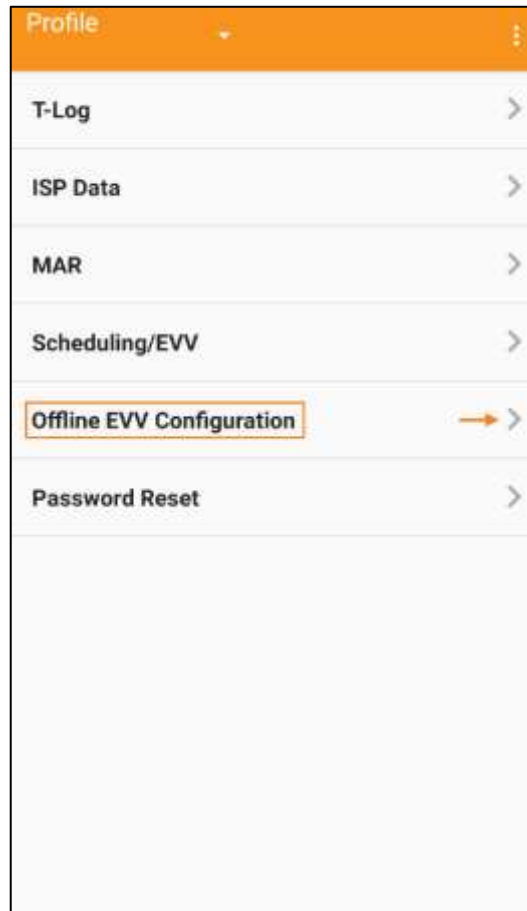 Profile
T-Log
ISP Data
MAR
Scheduling/EVV
Offline EVV Configuration
Password Reset